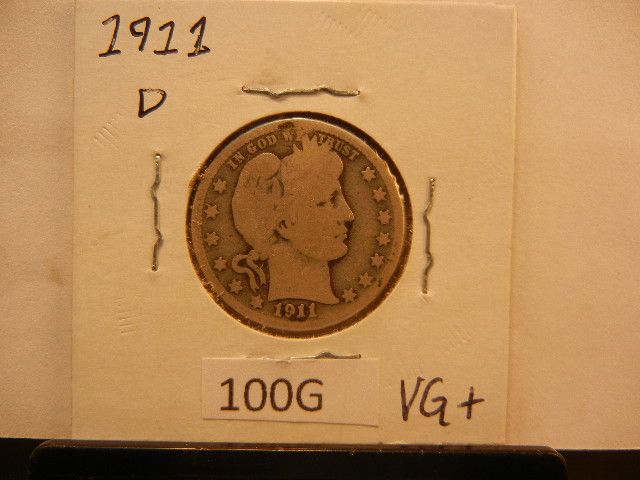 1911
D
IN GOD WE TRUST
1911
100G
VG+